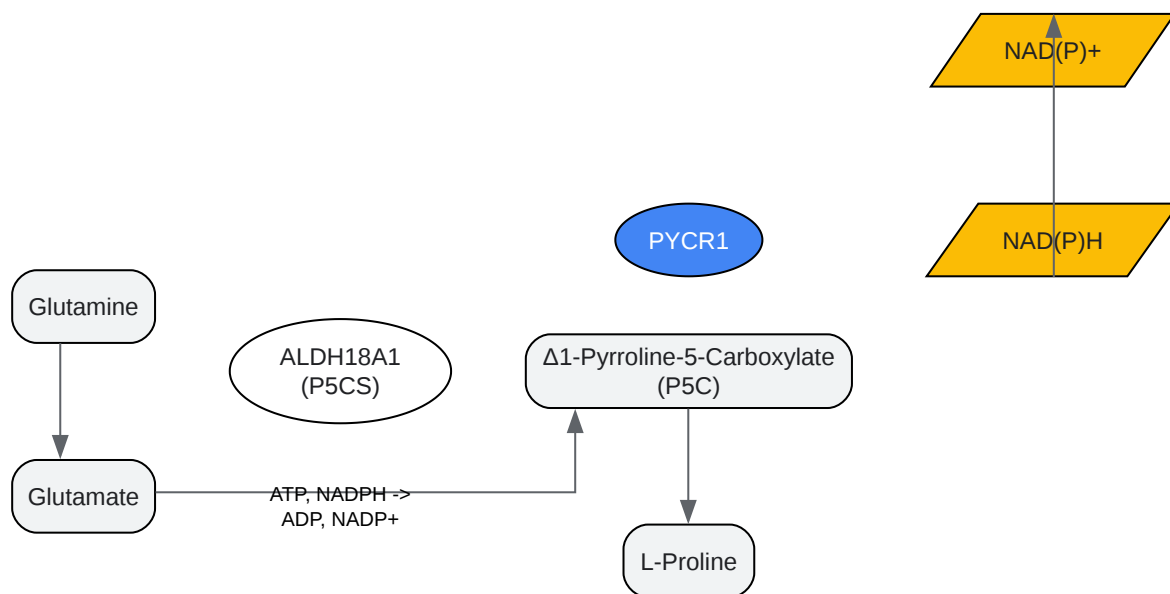 NAD(P)+
PYCR1
NAD(P)H
Glutamine
ALDH18A1
(P5CS)
Δ1-Pyrroline-5-Carboxylate
(P5C)
Glutamate
ATP, NADPH ->
ADP, NADP+
L-Proline